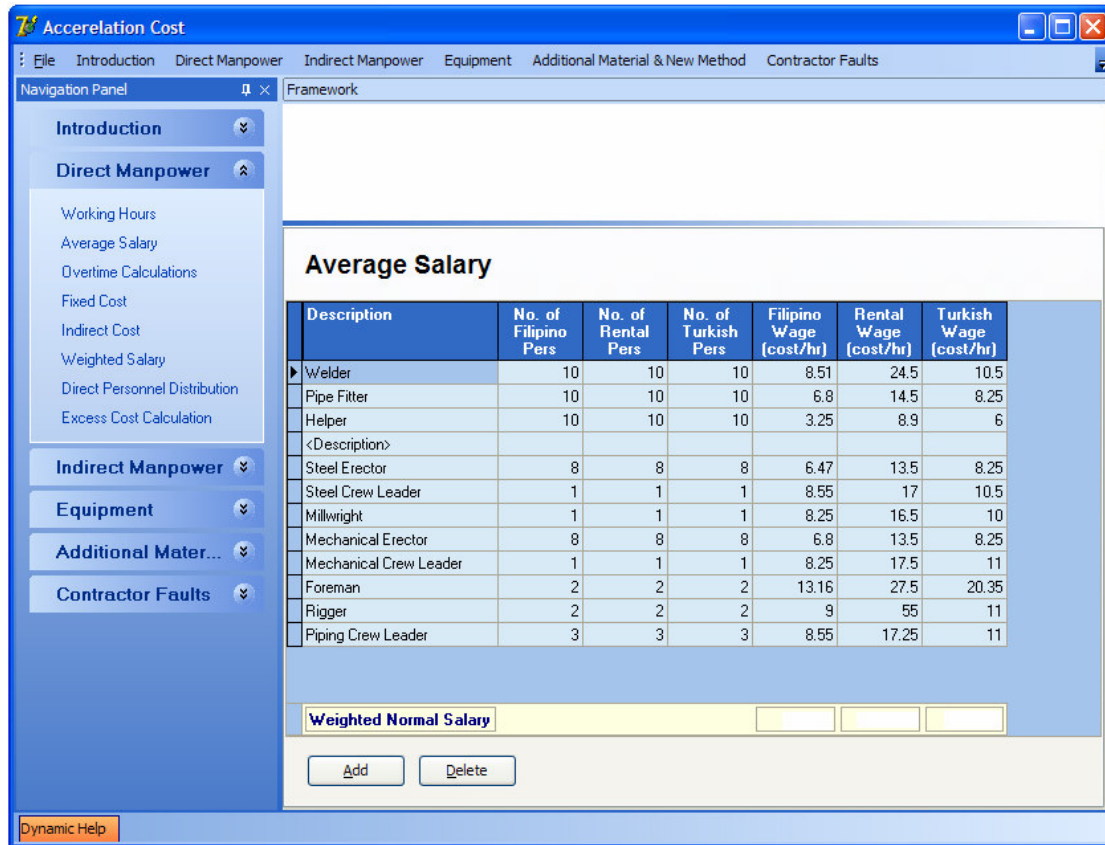 Accerelation Cost
File Introduction Direct Manpower Indirect Manpower Equipment Additional Material & New Method Contractor Faults
Navigation Panel
Framework
Introduction
Direct Manpower
Working Hours
Average Salary
Overtime Calculations
Fixed Cost
Indirect Cost
Weighted Salary
Direct Personnel Distribution
Excess Cost Calculation
Indirect Manpower
Equipment
Additional Mater...
Contractor Faults
Average Salary
Description No. of Filipino Pers No. of Rental Pers No. of Turkish Pers Filipino Wage (cost/hr) Rental Wage (cost/hr) Turkish Wage (cost/hr)
Welder 10 10 10 8.51 24.5 10.5
Pipe Fitter 10 10 10 6.8 14.5 8.25
Helper 10 10 10 3.25 8.9 6
<Description>
Steel Erector 8 8 8 6.47 13.5 8.25
Steel Crew Leader 1 1 1 8.55 17 10.5
Millwright 1 1 1 8.25 16.5 10
Mechanical Erector 8 8 8 6.8 13.5 8.25
Mechanical Crew Leader 1 1 1 8.25 17.5 11
Foreman 2 2 2 13.16 27.5 20.35
Rigger 2 2 2 9 55 11
Piping Crew Leader 3 3 3 8.55 17.25 11
Weighted Normal Salary
Add Delete
Dynamic Help